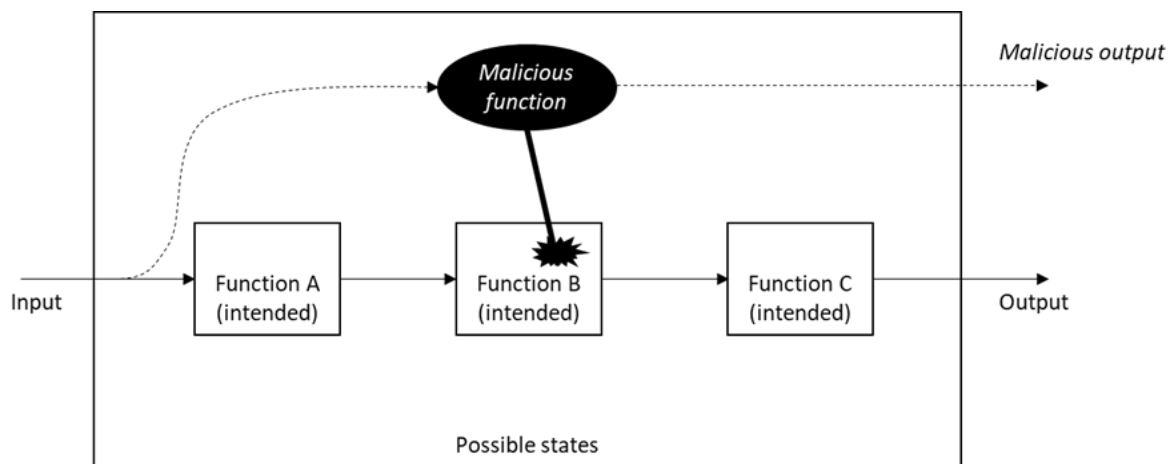 Malicious output
Malicious
function
Function A
(intended)
Function B
(intended)
Function C
(intended)
Input
Output
Possible states